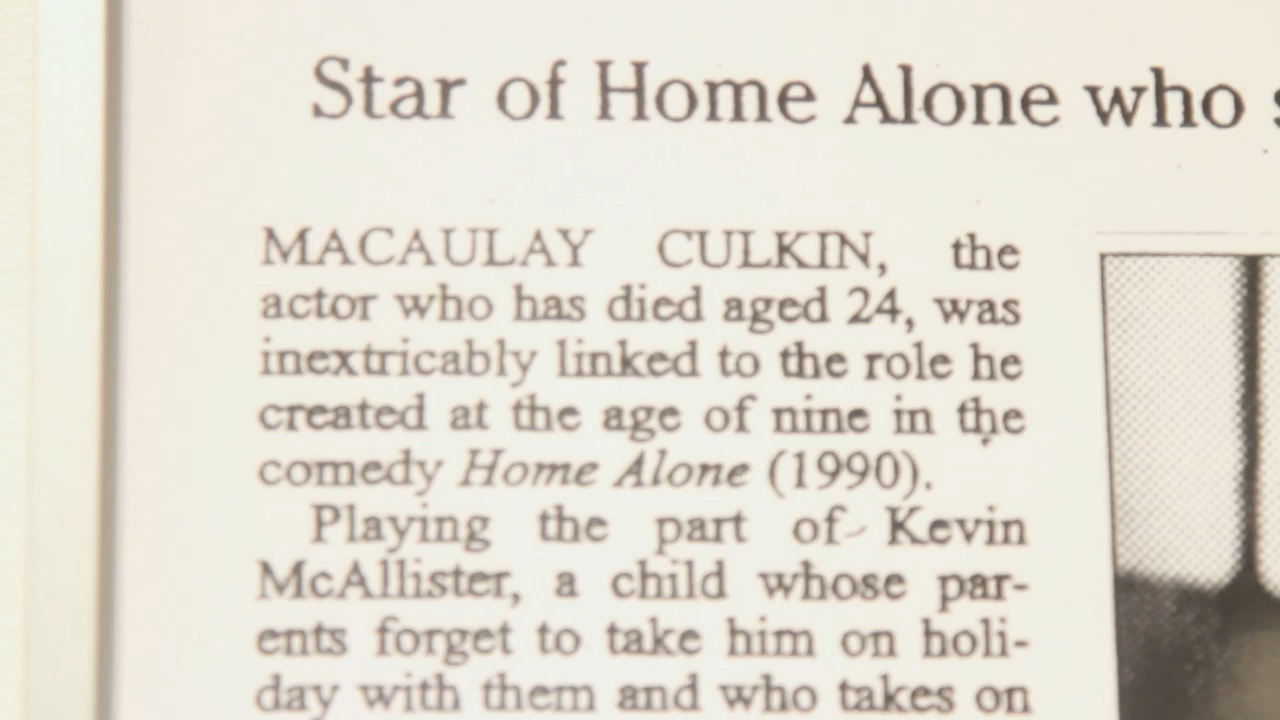 Star of Home Alone who
MACAULAY CULKIN, the
actor who has died aged 24, was
inextricably linked to the role he
created at the age of nine in the
comedy Home Alone (1990).
Playing the part of Kevin
McAllister, a child whose par-
ents forget to take him on holi-
day with them and who takes on